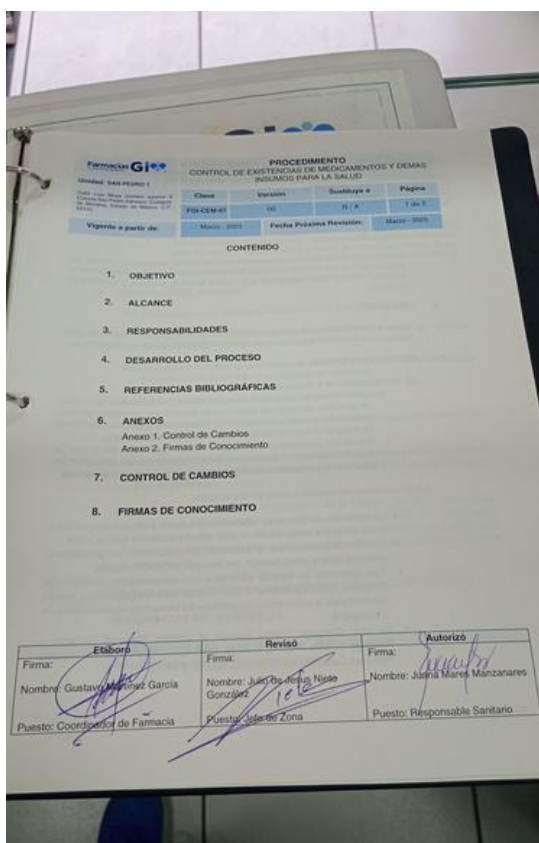 Farmacias Gi
PROCEDIMIENTO
CONTROL DE EXISTENCIAS DE MEDICAMENTOS Y DEMAS
INSUMOS PARA LA SALUD
Unidad: SAN PEDRO 1
Clave
Versión
Sustituye a
Página
00
N / A
1 de 5
Vigente a partir de:
Marzo - 2023
Fecha Próxima Revisión:
Marzo - 2025
CONTENIDO
1. OBJETIVO
2. ALCANCE
3. RESPONSABILIDADES
4. DESARROLLO DEL PROCESO
5. REFERENCIAS BIBLIOGRÁFICAS
6. ANEXOS
Anexo 1. Control de Cambios
Anexo 2. Firmas de Conocimiento
7. CONTROL DE CAMBIOS
8. FIRMAS DE CONOCIMIENTO
Elaboró
Firma:
Nombre: Gustavo Martínez García
Puesto: Coordinador de Farmacia
Revisó
Firma:
Nombre: Julio de Jesus Nieto
González
Puesto: Jefe de Zona
Autorizó
Firma:
Nombre: Mares Manzanares
Puesto: Responsable Sanitario